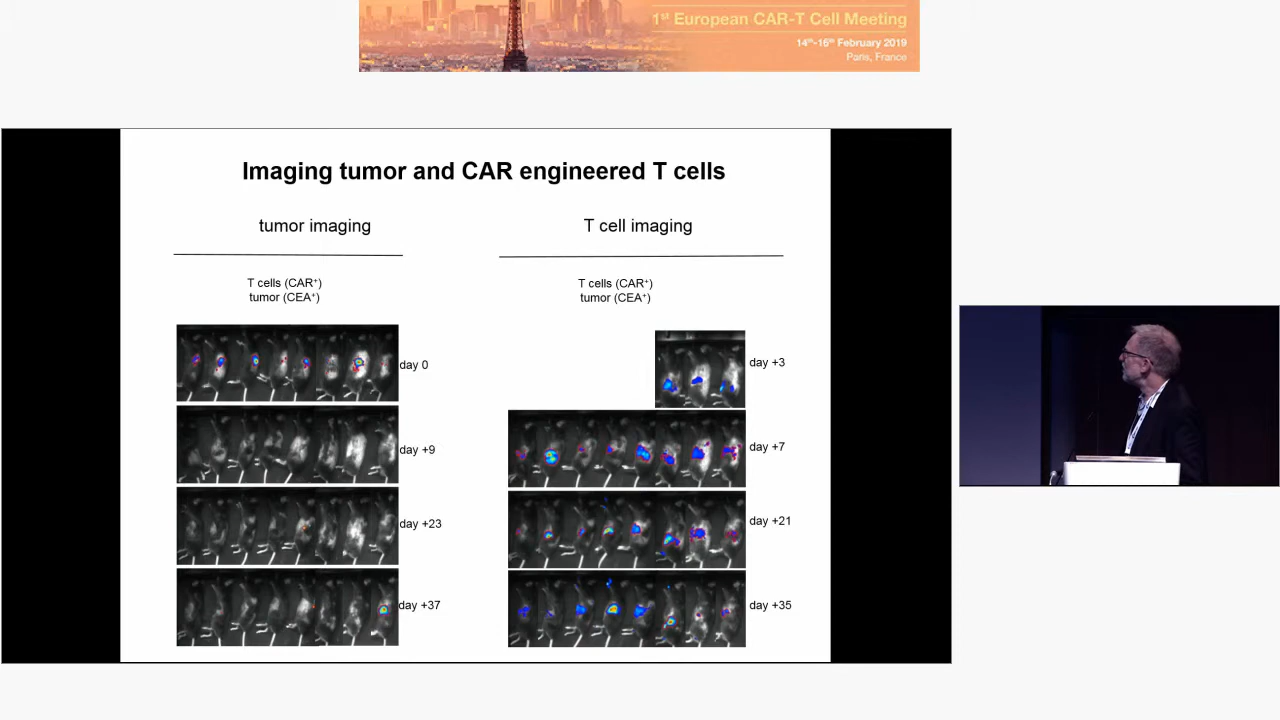 1st European CAR-T Cell Meeting
14th-16th February 2019
Paris, France
Imaging tumor and CAR engineered T cells
tumor imaging
T cells (CAR+)
tumor (CEA+)
day 0
day +9
day +23
day +37
T cell imaging
T cells (CAR+)
tumor (CEA+)
day +3
day +7
day +21
day +35